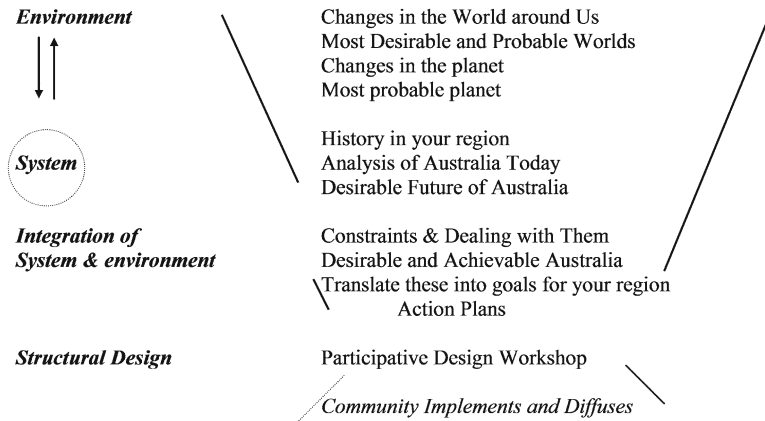 Environment
Changes in the World around Us
Most Desirable and Probable Worlds
Changes in the planet
Most probable planet
System
History in your region
Analysis of Australia Today
Desirable Future of Australia
Integration of
System & environment
Constraints & Dealing with Them
Desirable and Achievable Australia
Translate these into goals for your region
Action Plans
Structural Design
Participative Design Workshop
Community Implements and Diffuses